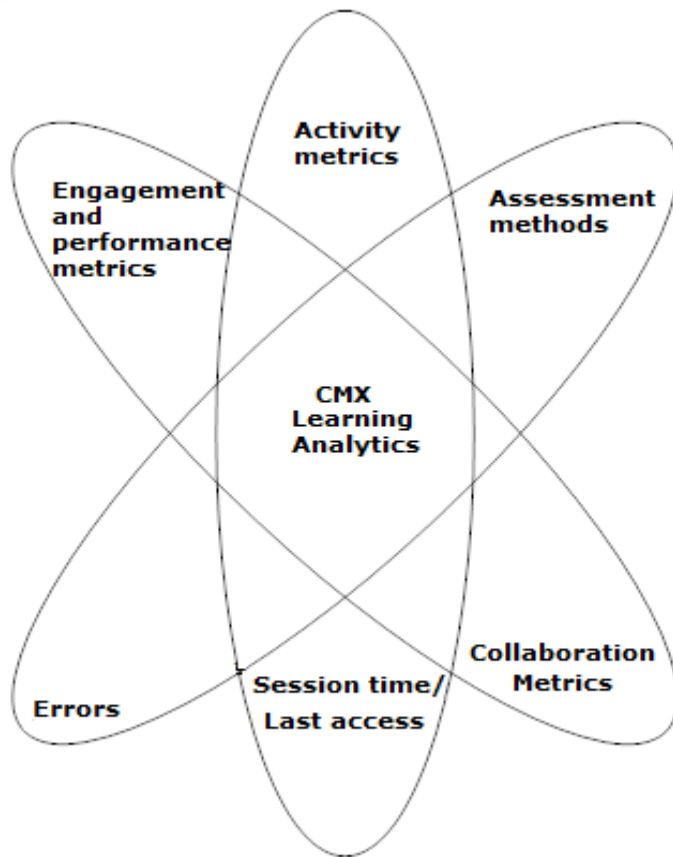 Activity
metrics
Engagement
and
performance
metrics
Assessment
methods
CMX
Learning
Analytics
Collaboration
Metrics
Session time/
Last access
Errors